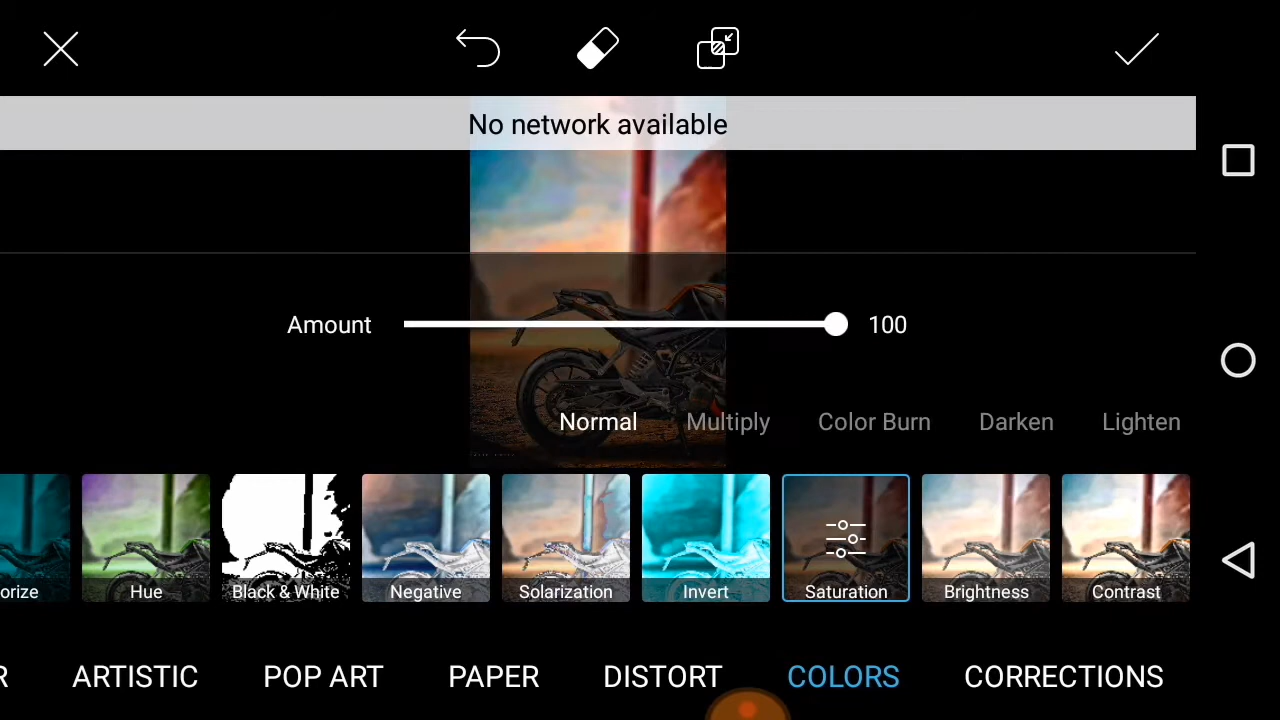 No network available
Amount 100
Normal Multiply Color Burn Darken Lighten
orize Hue Black & White Negative Solarization Invert Saturation Brightness Contrast
R ARTISTIC POP ART PAPER DISTORT COLORS CORRECTIONS